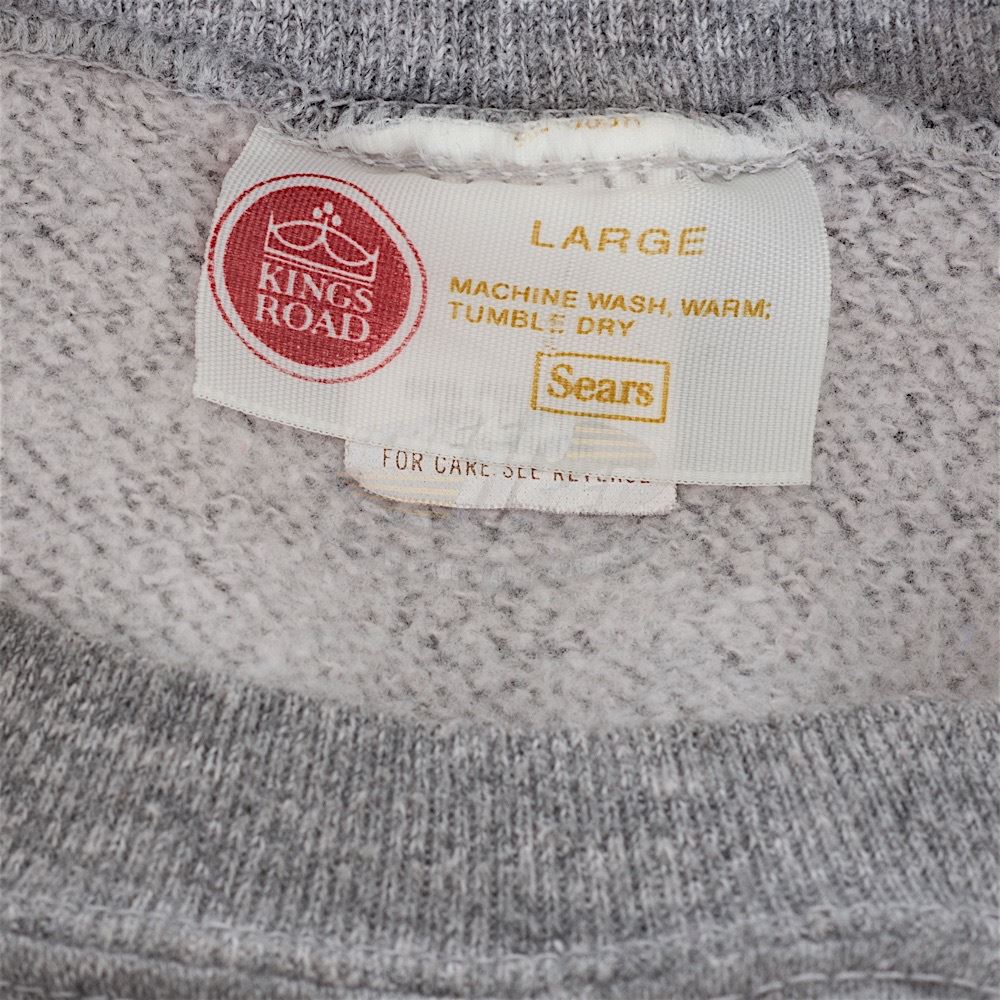 KINGS
ROAD
LARGE
MACHINE WASH, WARM;
TUMBLE DRY
Sears
FOR CARE SEE REVERSE